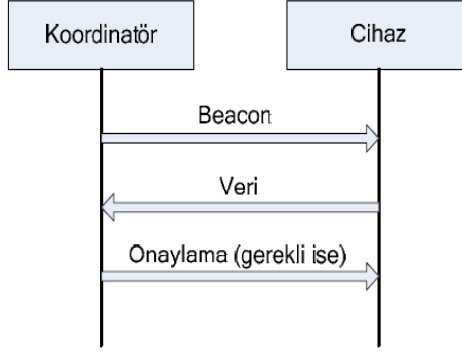 Koordinatör
Cihaz
Beacon
Veri
Onaylama (gerekli ise)